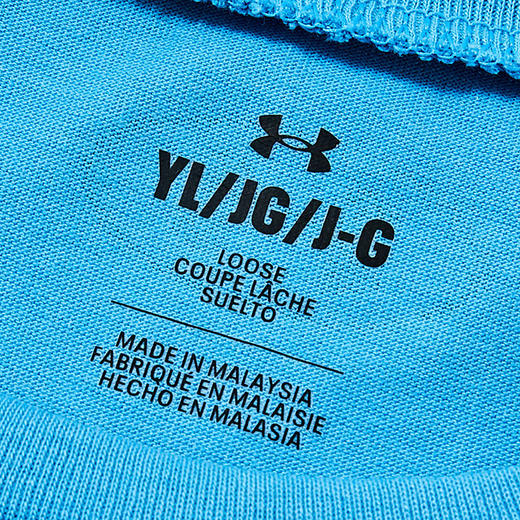 YL/JG/J-G
LOOSE
COUPE LÂCHE
SUELTO
MADE IN MALAYSIA
FABRIQUÉ EN MALAISIE
HECHO EN MALASIA